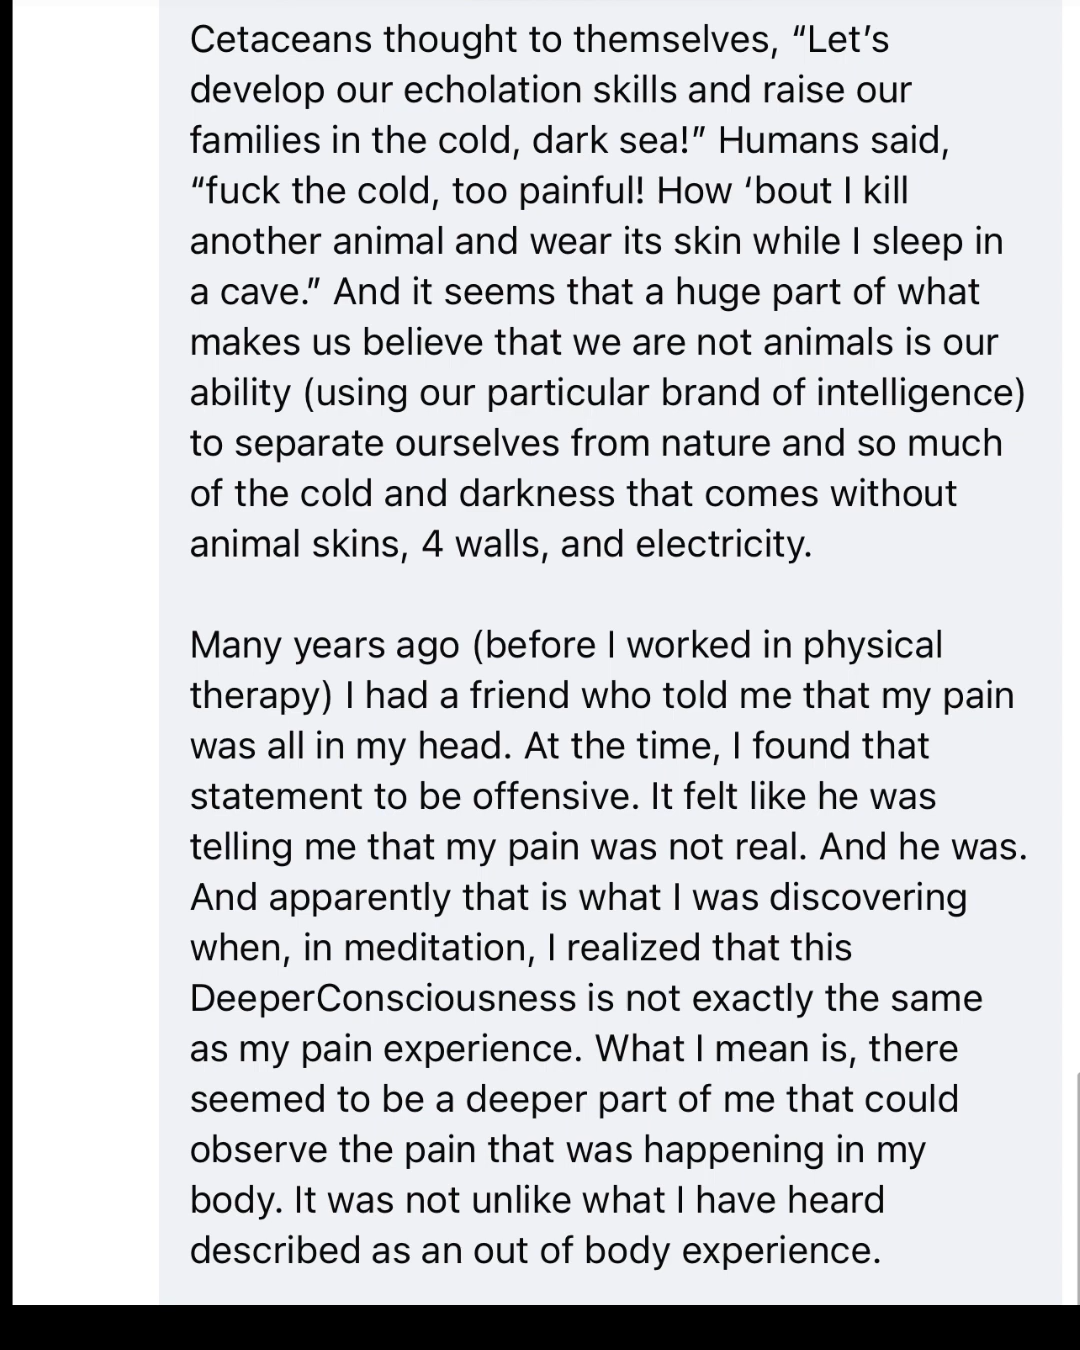 Cetaceans thought to themselves, “Let’s
develop our echolation skills and raise our
families in the cold, dark sea!” Humans said,
“fuck the cold, too painful! How ‘bout I kill
another animal and wear its skin while I sleep in
a cave.” And it seems that a huge part of what
makes us believe that we are not animals is our
ability (using our particular brand of intelligence)
to separate ourselves from nature and so much
of the cold and darkness that comes without
animal skins, 4 walls, and electricity.
Many years ago (before I worked in physical
therapy) I had a friend who told me that my pain
was all in my head. At the time, I found that
statement to be offensive. It felt like he was
telling me that my pain was not real. And he was.
And apparently that is what I was discovering
when, in meditation, I realized that this
DeeperConsciousness is not exactly the same
as my pain experience. What I mean is, there
seemed to be a deeper part of me that could
observe the pain that was happening in my
body. It was not unlike what I have heard
described as an out of body experience.